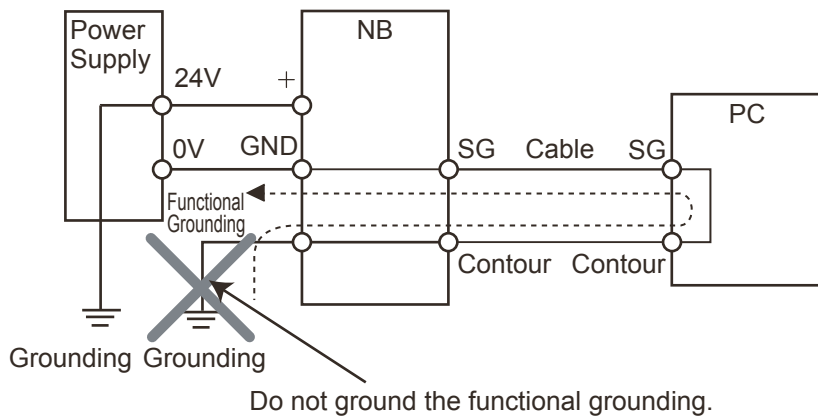 Power
Supply
NB
24V
+
PC
0V
GND
SG
Cable
SG
Functional
Grounding
Contour
Contour
Grounding
Grounding
Do not ground the functional grounding.